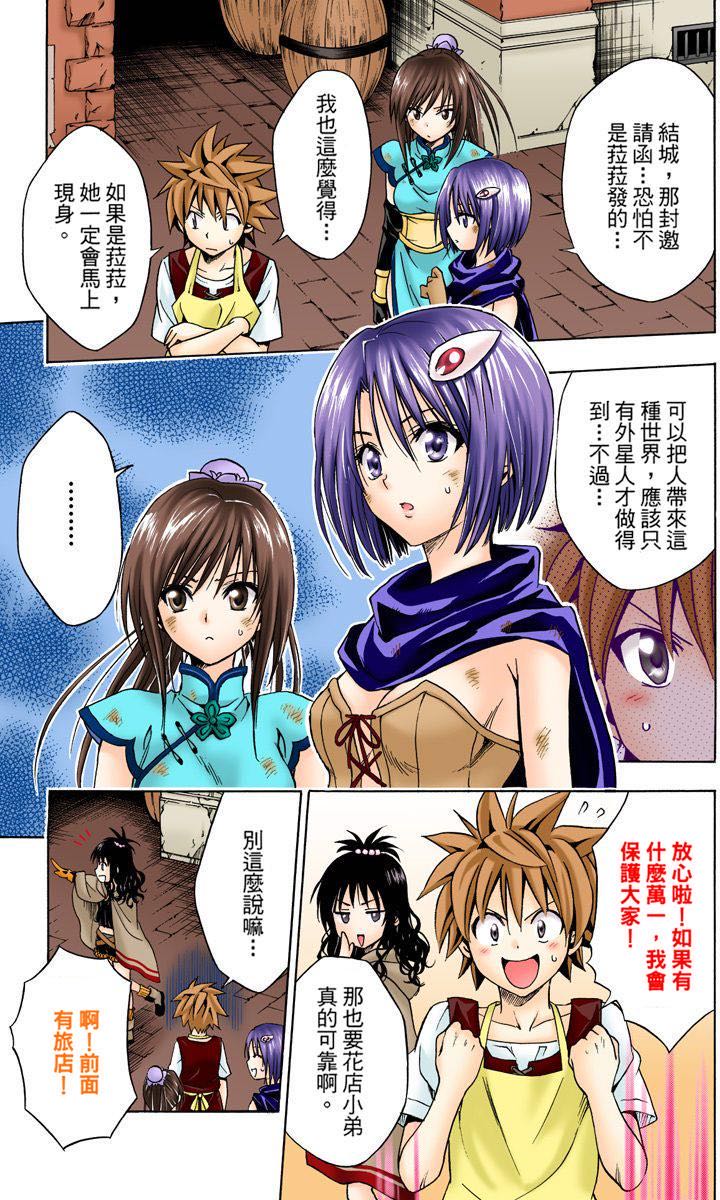 結城，那封邀
請函…恐怕不
是菈菈發的…
我也這麼覺得…
如果是菈菈，
她一定會馬上
現身。
可以把人帶來這
種世界，應該只
有外星人才做得
到…不過…
………
放心啦！如果有
什麼萬一，我會
保護大家！
那也要花店小弟
真的可靠啊。
別這麼說嘛…
啊！前面
有旅店！